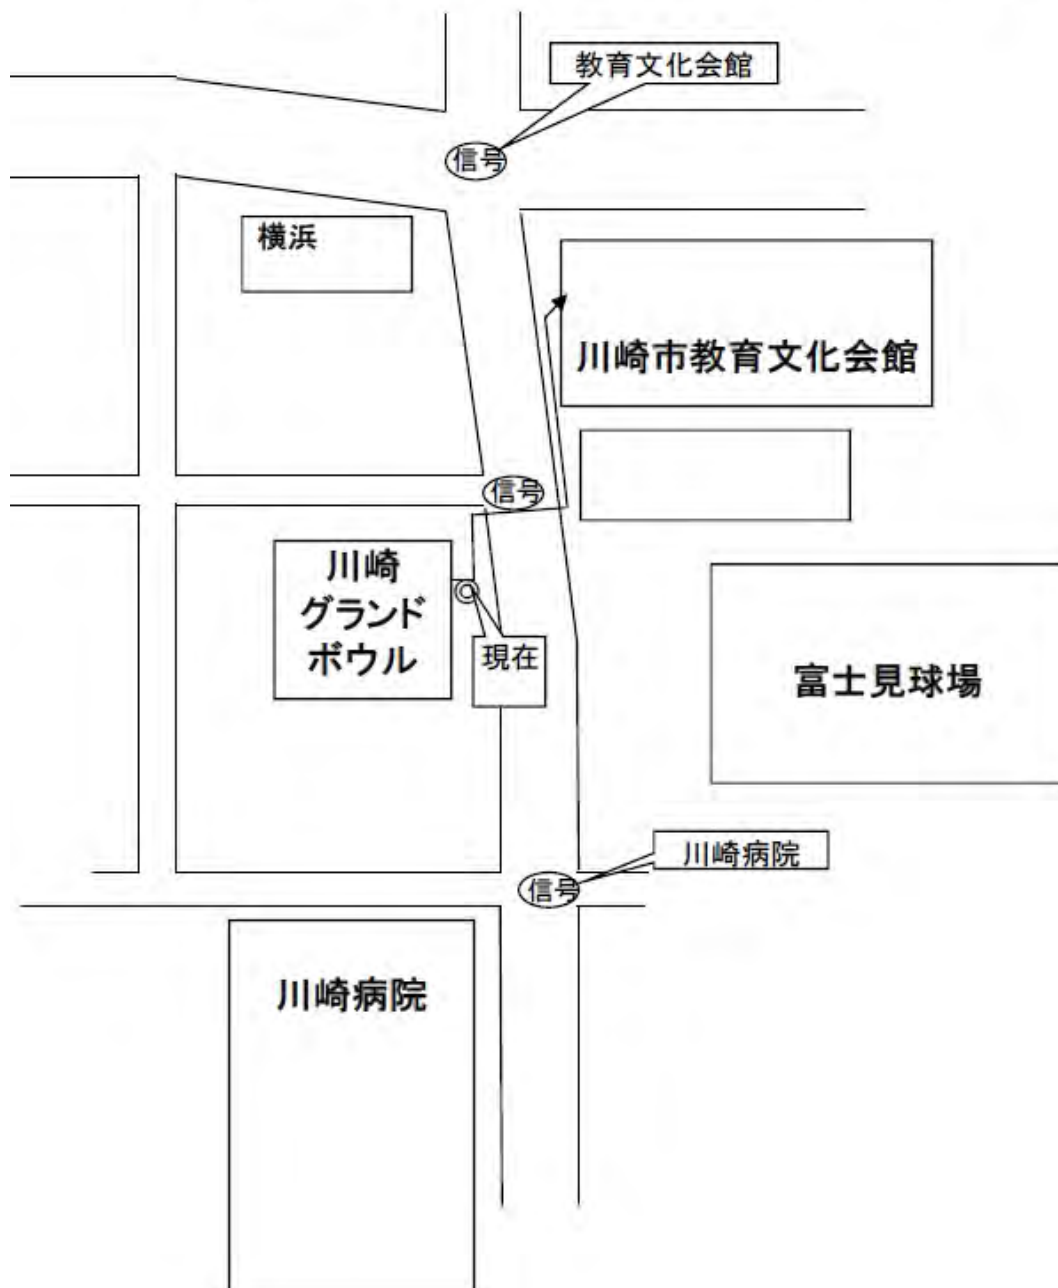 教育文化会館
信号
横浜
川崎市教育文化会館
信号
川崎
グランド
ボウル
現在
富士見球場
川崎病院
信号
川崎病院